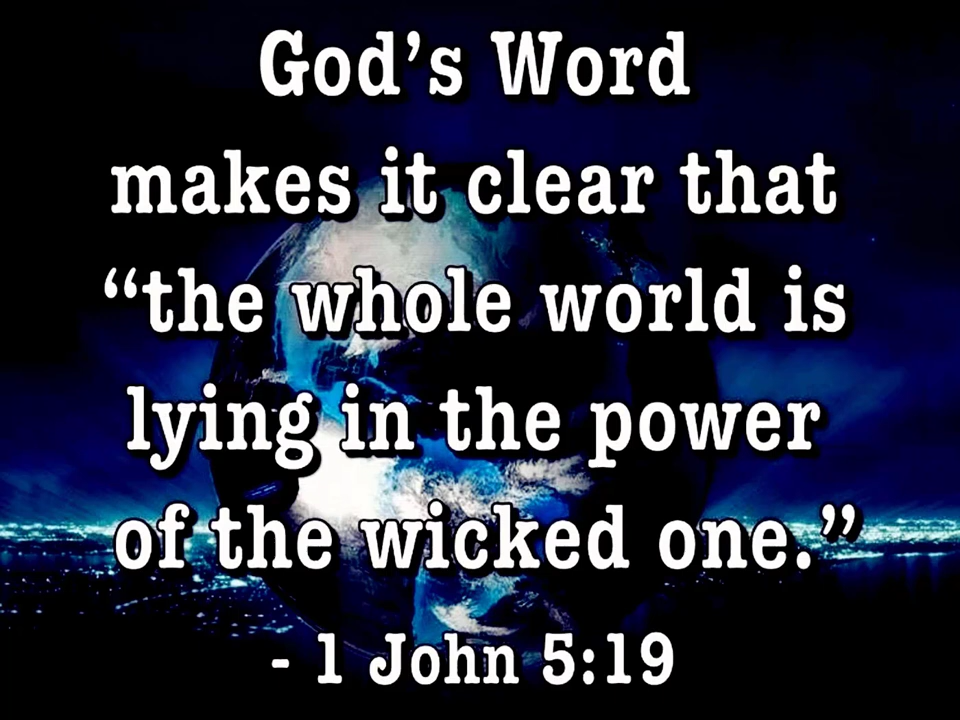 God’s Word
makes it clear that
“the whole world is
lying in the power
of the wicked one.”
- 1 John 5:19